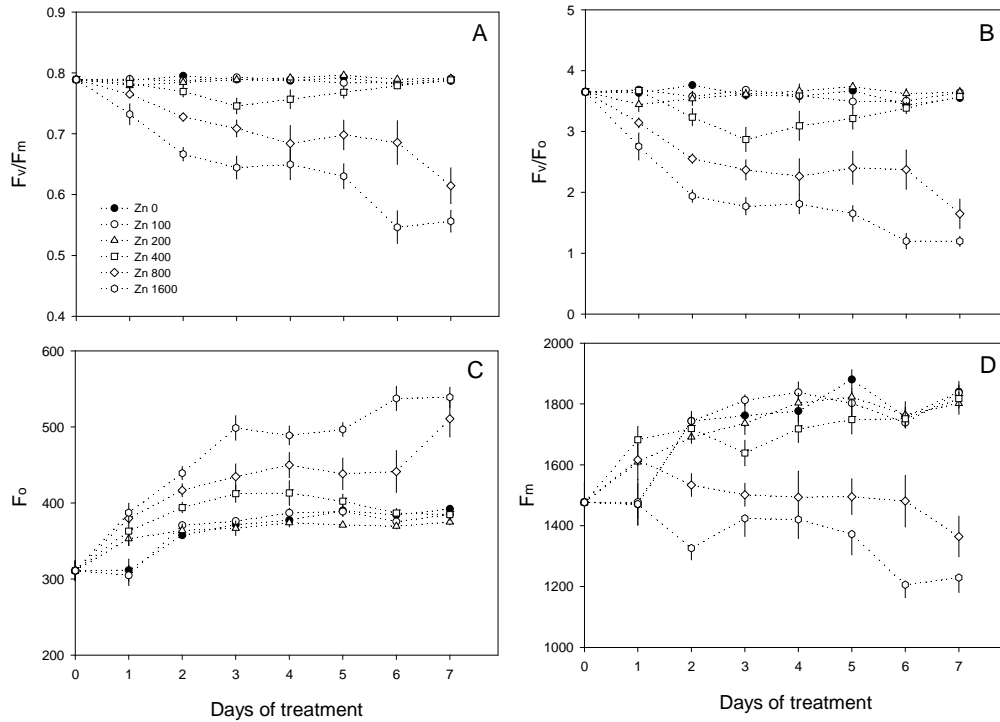 A
0.9
0.8
0.7
0.6
0.5
0.4
Fv/Fm
Zn 0
Zn 100
Zn 200
Zn 400
Zn 800
Zn 1600
B
5
4
3
2
1
0
Fv/Fo
C
600
500
400
300
200
Fo
0 1 2 3 4 5 6 7
Days of treatment
D
2000
1800
1600
1400
1200
1000
Fm
0 1 2 3 4 5 6 7
Days of treatment